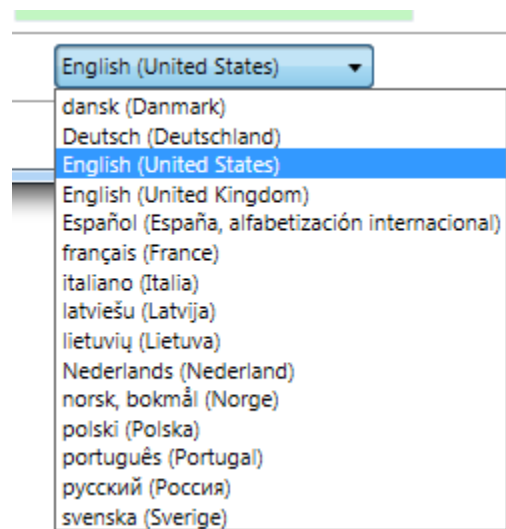 English (United States)
dansk (Danmark)
Deutsch (Deutschland)
English (United States)
English (United Kingdom)
Español (España, alfabetización internacional)
français (France)
italiano (Italia)
latviešu (Latvija)
lietuvių (Lietuva)
Nederlands (Nederland)
norsk, bokmål (Norge)
polski (Polska)
português (Portugal)
русский (Россия)
svenska (Sverige)